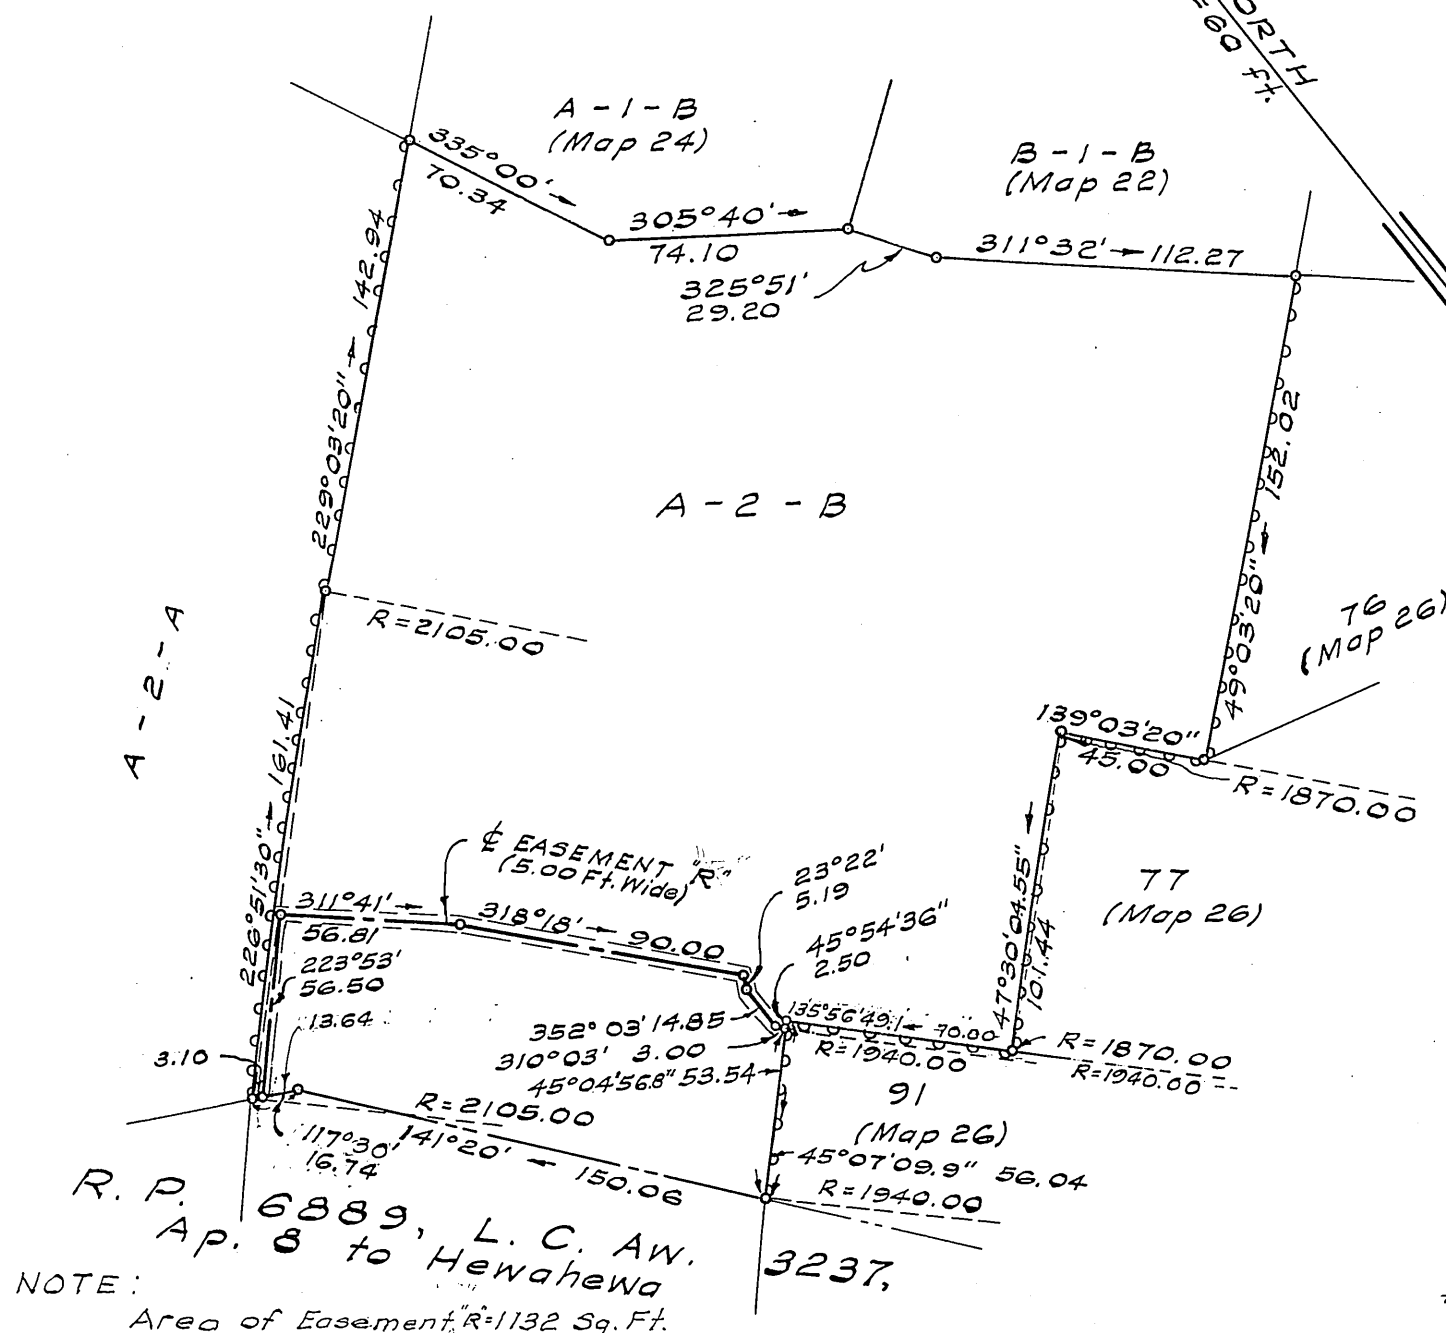 NORTH
=60 ft.
A - 1 - B
(Map 24)
B - 1 - B
(Map 22)
335°00'
70.34
305°40'
74.10
325°51'
29.20
311°32' 112.27
229°03'20" 142.94
49°03'20" 152.02
A - 2 - B
A - 2 - A
R=2105.00
76
(Map 26)
139°03'20"
45.00
R=1870.00
226°51'30" 161.41
¢ EASEMENT "R"
(5.00 Ft. Wide)
311°41'
56.81
318°18' 90.00
23°22'
5.19
45°54'36"
2.50
47°30'04.55"
101.44
77
(Map 26)
223°53'
56.50
13.64
3.10
352°03' 14.85
310°03' 3.00
45°04'56.8" 53.54
135°56'49.1 70.00
R=1940.00
R=1870.00
R=1940.00
91
(Map 26)
45°07'09.9" 56.04
R=1940.00
R=2105.00
117°30'
16.74
141°20' 150.06
R. P. 6889, L. C. Aw. 3237,
Ap. 8 to Hewahewa
NOTE:
Area of Easement "R"=1132 Sq. Ft.